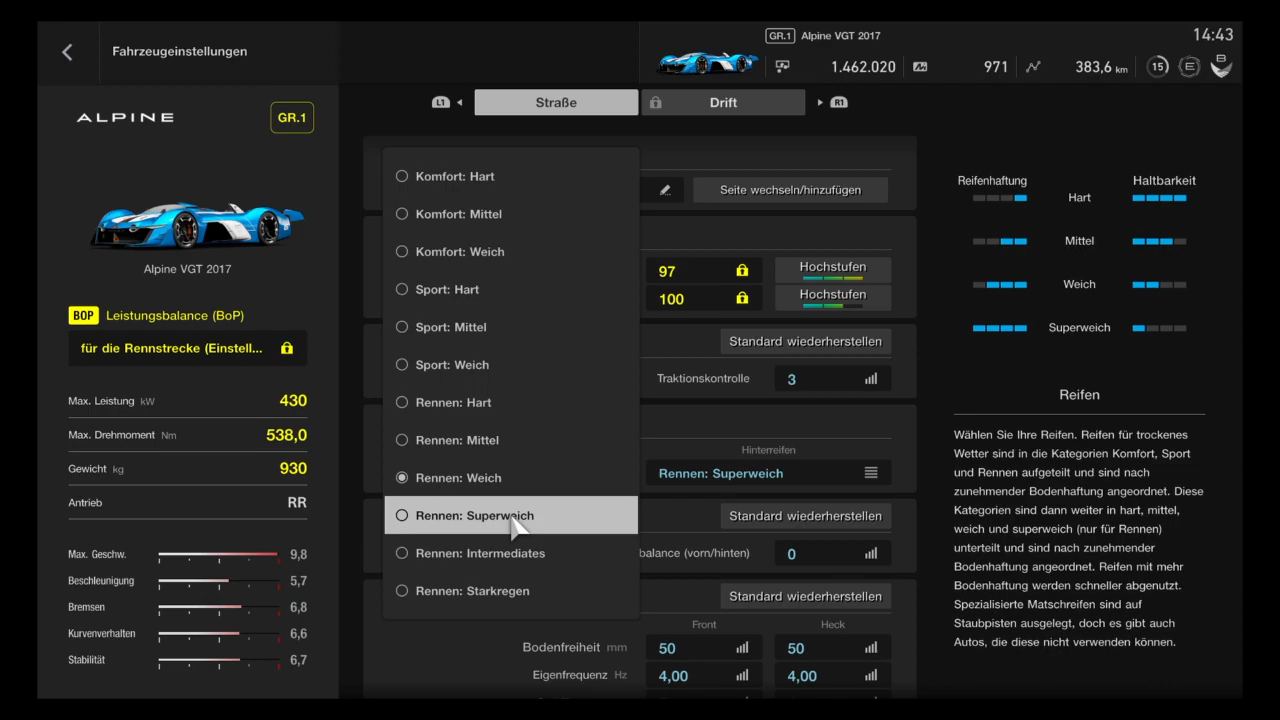 Fahrzeugeinstellungen
GR.1 Alpine VGT 2017
14:43
1.462.020
971
383,6 km
15
E
B
ALPINE
GR.1
Alpine VGT 2017
BOP Leistungsbalance (BoP)
für die Rennstrecke (Einstell...
Max. Leistung kW 430
Max. Drehmoment Nm 538,0
Gewicht kg 930
Antrieb RR
Max. Geschw. 9,8
Beschleunigung 5,7
Bremsen 6,8
Kurvenverhalten 6,6
Stabilität 6,7
L1 Straße Drift R1
Komfort: Hart
Komfort: Mittel
Komfort: Weich
Sport: Hart
Sport: Mittel
Sport: Weich
Rennen: Hart
Rennen: Mittel
Rennen: Weich
Rennen: Superweich
Rennen: Intermediates
Rennen: Starkregen
Seite wechseln/hinzufügen
97 Hochstufen
100 Hochstufen
Standard wiederherstellen
Traktionskontrolle 3
Hinterreifen
Rennen: Superweich
Standard wiederherstellen
balance (vorn/hinten) 0
Standard wiederherstellen
Front Heck
Bodenfreiheit mm 50 50
Eigenfrequenz Hz 4,00 4,00
Reifenhaftung Haltbarkeit
Hart
Mittel
Weich
Superweich
Reifen
Wählen Sie Ihre Reifen. Reifen für trockenes
Wetter sind in die Kategorien Komfort, Sport
und Rennen aufgeteilt und sind nach
zunehmender Bodenhaftung angeordnet. Diese
Kategorien sind dann weiter in hart, mittel,
weich und superweich (nur für Rennen)
unterteilt und sind nach zunehmender
Bodenhaftung angeordnet. Reifen mit mehr
Bodenhaftung werden schneller abgenutzt.
Spezialisierte Matschreifen sind auf
Staubpisten ausgelegt, doch es gibt auch
Autos, die diese nicht verwenden können.